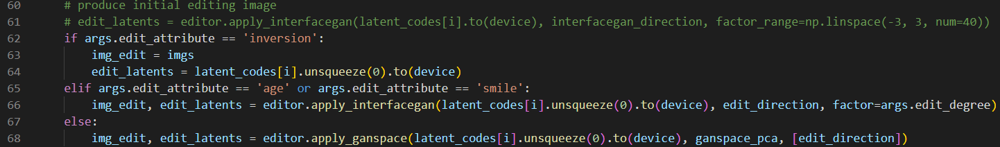 60 # produce initial editing image
61 # edit_latents = editor.apply_interfacegan(latent_codes[i].to(device), interfacegan_direction, factor_range=np.linspace(-3, 3, num=40))
62 if args.edit_attribute == 'inversion':
63 img_edit = imgs
64 edit_latents = latent_codes[i].unsqueeze(0).to(device)
65 elif args.edit_attribute == 'age' or args.edit_attribute == 'smile':
66 img_edit, edit_latents = editor.apply_interfacegan(latent_codes[i].unsqueeze(0).to(device), edit_direction, factor=args.edit_degree)
67 else:
68 img_edit, edit_latents = editor.apply_ganspace(latent_codes[i].unsqueeze(0).to(device), ganspace_pca, [edit_direction])